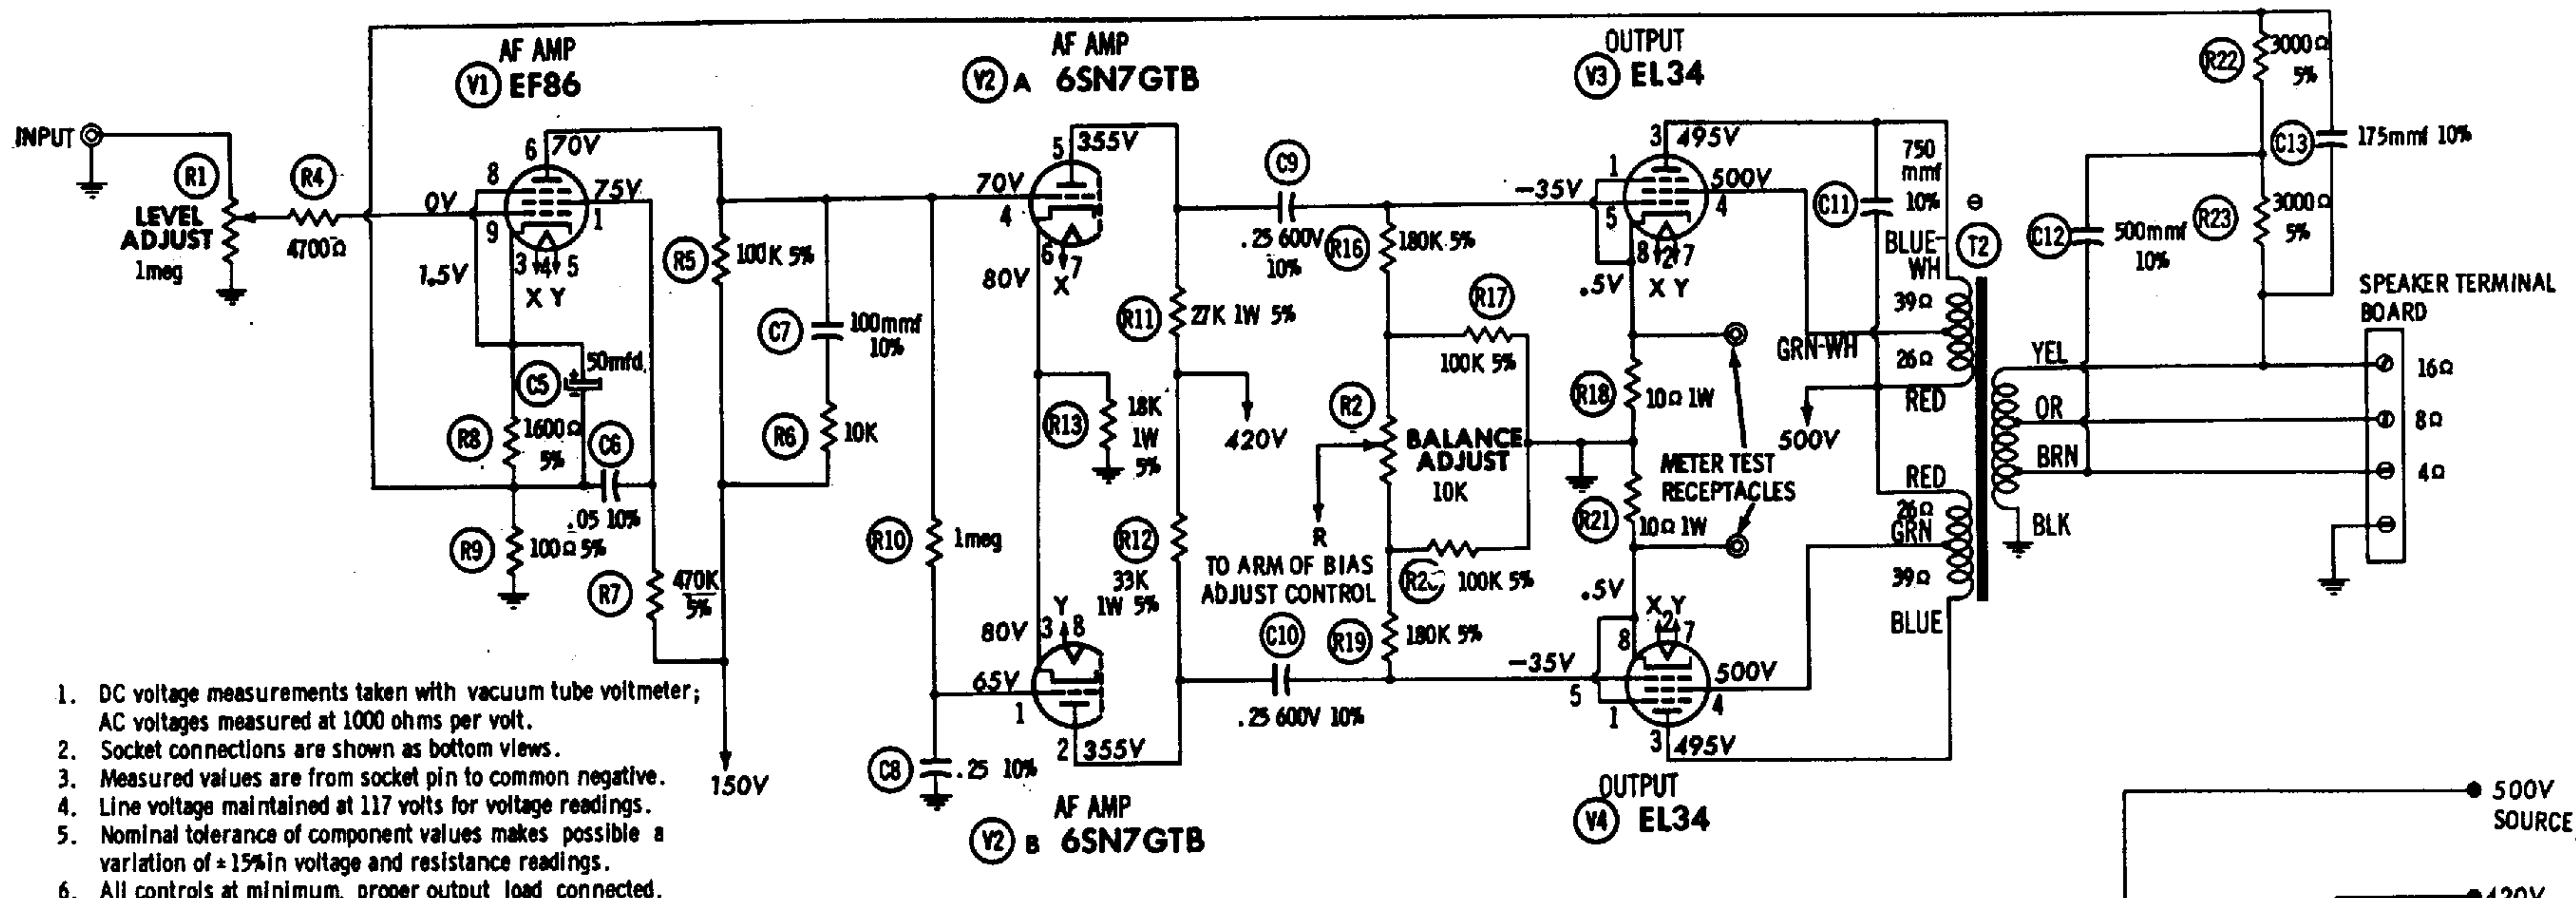 AF AMP
V1 EF86
AF AMP
V2 A 6SN7GTB
OUTPUT
V3 EL34
R22
3000Ω
5%
INPUT
R1
R4
LEVEL
ADJUST
1meg
4700Ω
0V
8
9
6
70V
75V
1
1.5V
3 4 5
X Y
R5
100K 5%
C7
100mmf
10%
R6
10K
C5
50mfd
R8
1600Ω
5%
C6
.05 10%
R9
100Ω 5%
R7
470K
5%
150V
70V
4
5
355V
6
7
X
80V
R10
1meg
R13
18K
1W
5%
R11
27K 1W 5%
420V
R12
33K
1W 5%
80V
Y
3 8
65V
1
2
355V
C8
.25 10%
AF AMP
V2 B 6SN7GTB
C9
.25 600V
10%
R16
180K 5%
R17
100K 5%
R2
BALANCE
ADJUST
10K
R
TO ARM OF BIAS
ADJUST CONTROL
100K 5%
R19
180K 5%
C10
.25 600V 10%
-35V
1
5
3
495V
500V
4
8 2 7
X Y
.5V
R18
10Ω 1W
METER TEST
RECEPTACLES
R21
10Ω 1W
.5V
X Y
8 2 7
-35V
5
1
500V
4
3
495V
OUTPUT
V4 EL34
C11
750
mmf
10%
BLUE-
WH
39Ω
GRN-WH
26Ω
RED
500V
RED
26Ω
GRN
39Ω
BLUE
T2
C12
500mmf
10%
R23
3000Ω
5%
C13
175mmf 10%
SPEAKER TERMINAL
BOARD
YEL
16Ω
OR
8Ω
BRN
4Ω
BLK
1. DC voltage measurements taken with vacuum tube voltmeter;
AC voltages measured at 1000 ohms per volt.
2. Socket connections are shown as bottom views.
3. Measured values are from socket pin to common negative.
4. Line voltage maintained at 117 volts for voltage readings.
5. Nominal tolerance of component values makes possible a
variation of ±15% in voltage and resistance readings.
6. All controls at minimum, proper output load connected.
500V
SOURCE
420V